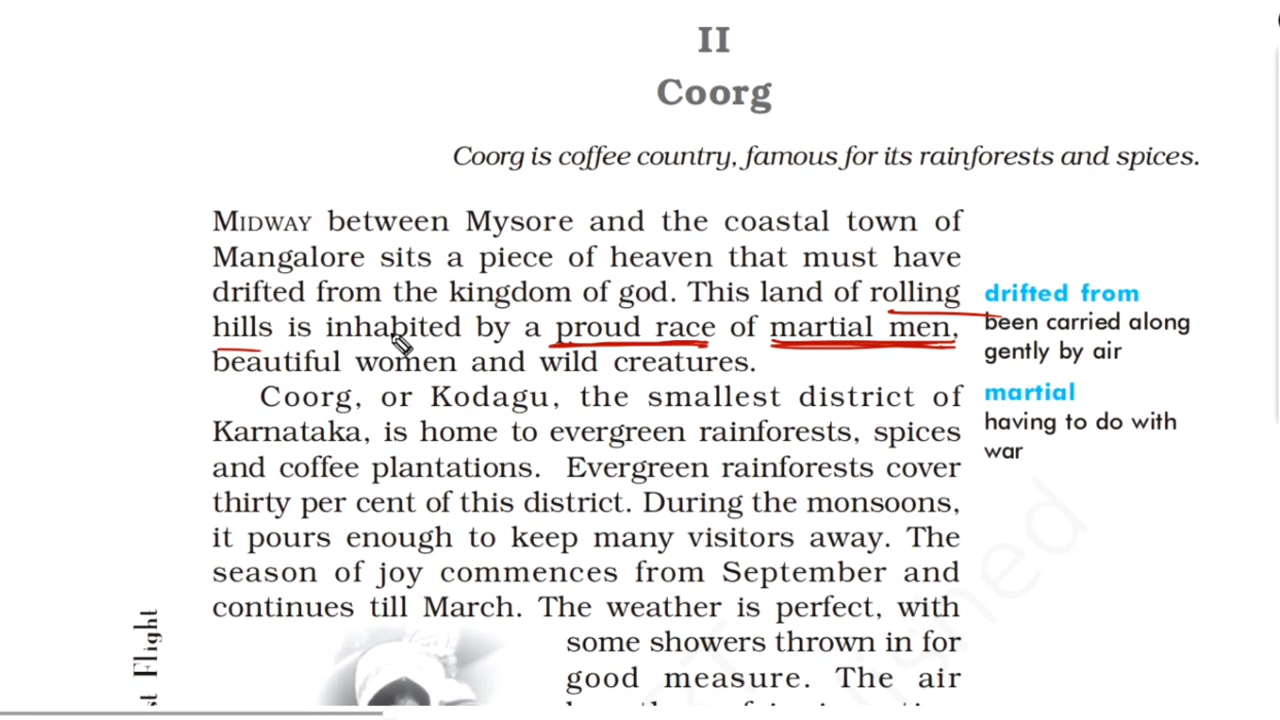 II
Coorg
Coorg is coffee country, famous for its rainforests and spices.
MIDWAY between Mysore and the coastal town of
Mangalore sits a piece of heaven that must have
drifted from the kingdom of god. This land of rolling
hills is inhabited by a proud race of martial men,
beautiful women and wild creatures.
Coorg, or Kodagu, the smallest district of
Karnataka, is home to evergreen rainforests, spices
and coffee plantations. Evergreen rainforests cover
thirty per cent of this district. During the monsoons,
it pours enough to keep many visitors away. The
season of joy commences from September and
continues till March. The weather is perfect, with
some showers thrown in for
good measure. The air
drifted from
been carried along
gently by air
martial
having to do with
war
Flight